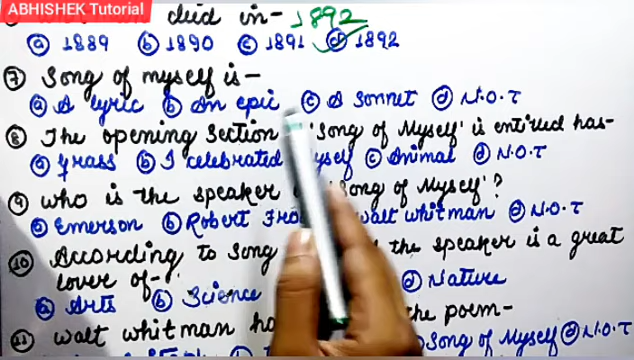 ABHISHEK Tutorial
died in- 1892
ⓐ 1889 ⓑ 1890 ⓒ 1891 ⓓ 1892
⑦ Song of myself is-
ⓐ A lyric ⓑ An epic ⓒ A Sonnet ⓓ N.O.T
⑧ The opening section 'Song of Myself' is entitled has-
ⓐ grass ⓑ I celebrated Myself ⓒ Animal ⓓ N.O.T
⑨ who is the speaker Song of Myself'?
ⓐ Emerson ⓑ Robert walt whitman ⓓ N.O.T
⑩ According to song the speaker is a great
lover of-
ⓐ Arts ⓑ Science ⓓ Nature
⑪ walt whitman the poem-
Song of Myself ⓓ N.O.T